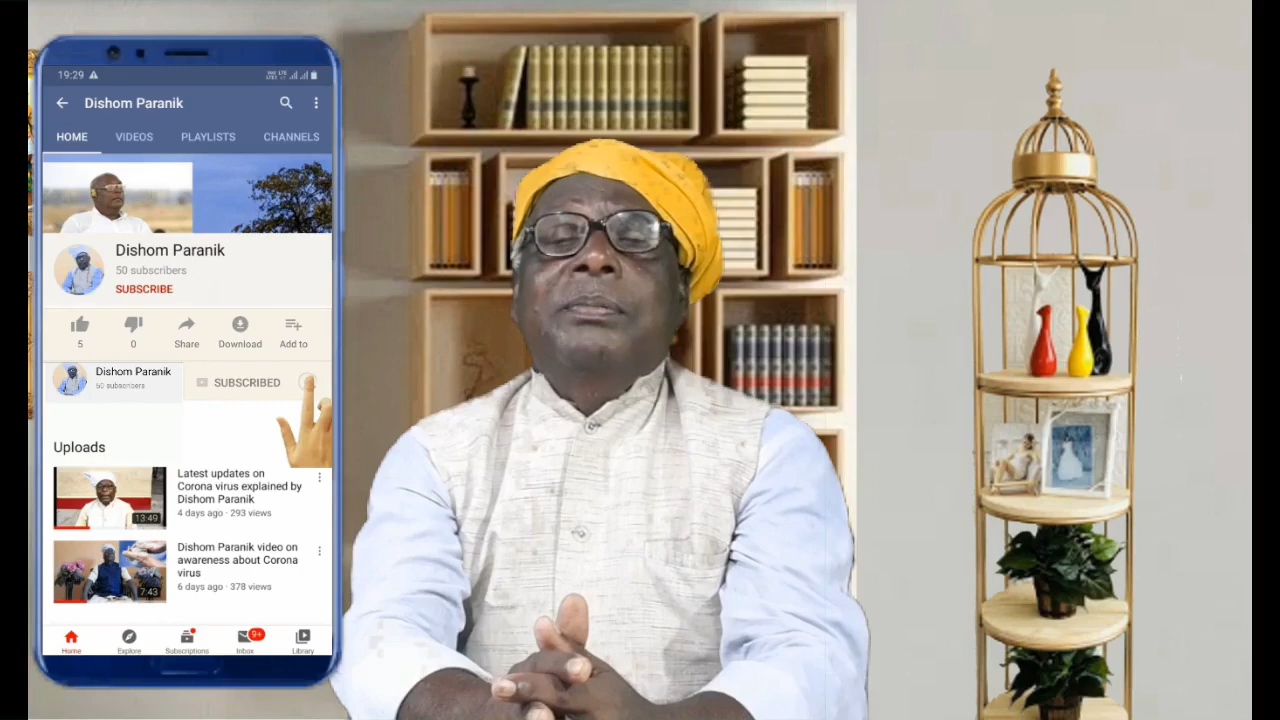 19:29
Dishom Paranik
HOME VIDEOS PLAYLISTS CHANNELS
Dishom Paranik
50 subscribers
SUBSCRIBE
5 0 Share Download Add to
Dishom Paranik
50 subscribers
SUBSCRIBED
Uploads
Latest updates on
Corona virus explained by
Dishom Paranik
4 days ago · 293 views
13:49
Dishom Paranik video on
awareness about Corona
virus
6 days ago · 378 views
7:43
9+
Home Explore Subscriptions Inbox Library